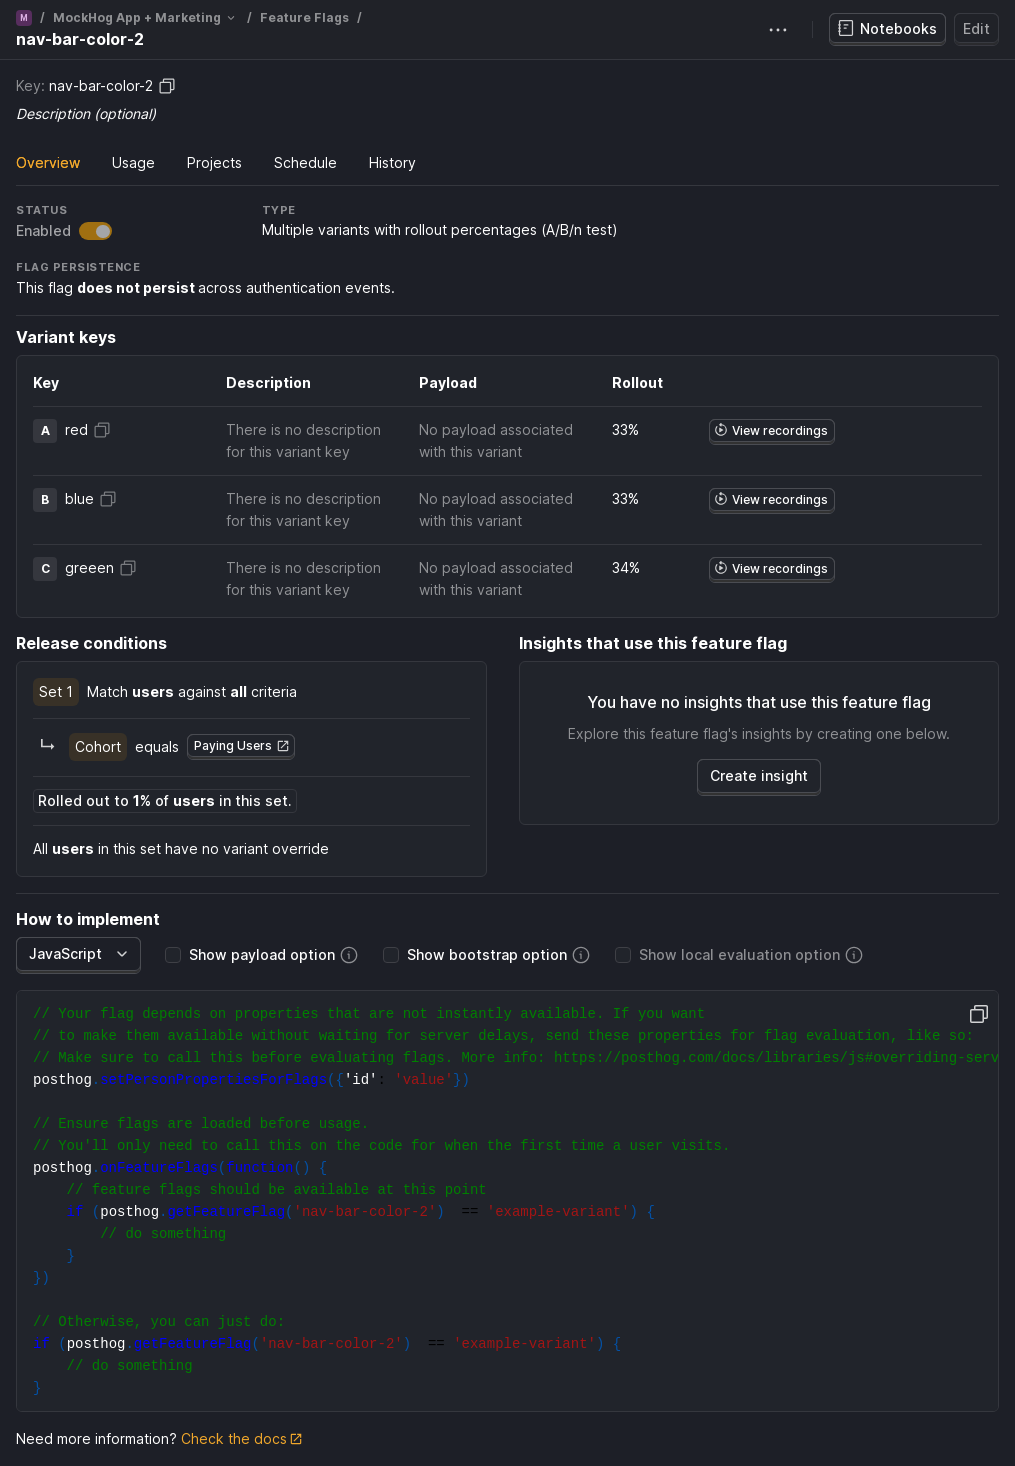 M / MockHog App + Marketing / Feature Flags /
nav-bar-color-2
Notebooks
Edit
Key: nav-bar-color-2
Description (optional)
Overview Usage Projects Schedule History
STATUS TYPE
Enabled Multiple variants with rollout percentages (A/B/n test)
FLAG PERSISTENCE
This flag does not persist across authentication events.
Variant keys
Key Description Payload Rollout
A red There is no description No payload associated 33% View recordings
for this variant key with this variant
B blue There is no description No payload associated 33% View recordings
for this variant key with this variant
C greeen There is no description No payload associated 34% View recordings
for this variant key with this variant
Release conditions
Set 1 Match users against all criteria
Cohort equals Paying Users
Rolled out to 1% of users in this set.
All users in this set have no variant override
Insights that use this feature flag
You have no insights that use this feature flag
Explore this feature flag's insights by creating one below.
Create insight
How to implement
JavaScript Show payload option Show bootstrap option Show local evaluation option
// Your flag depends on properties that are not instantly available. If you want
// to make them available without waiting for server delays, send these properties for flag evaluation, like so:
// Make sure to call this before evaluating flags. More info: https://posthog.com/docs/libraries/js#overriding-serv
posthog.setPersonPropertiesForFlags({'id': 'value'})
// Ensure flags are loaded before usage.
// You'll only need to call this on the code for when the first time a user visits.
posthog.onFeatureFlags(function() {
// feature flags should be available at this point
if (posthog.getFeatureFlag('nav-bar-color-2')  == 'example-variant') {
// do something
}
})
// Otherwise, you can just do:
if (posthog.getFeatureFlag('nav-bar-color-2')  == 'example-variant') {
// do something
}
Need more information? Check the docs